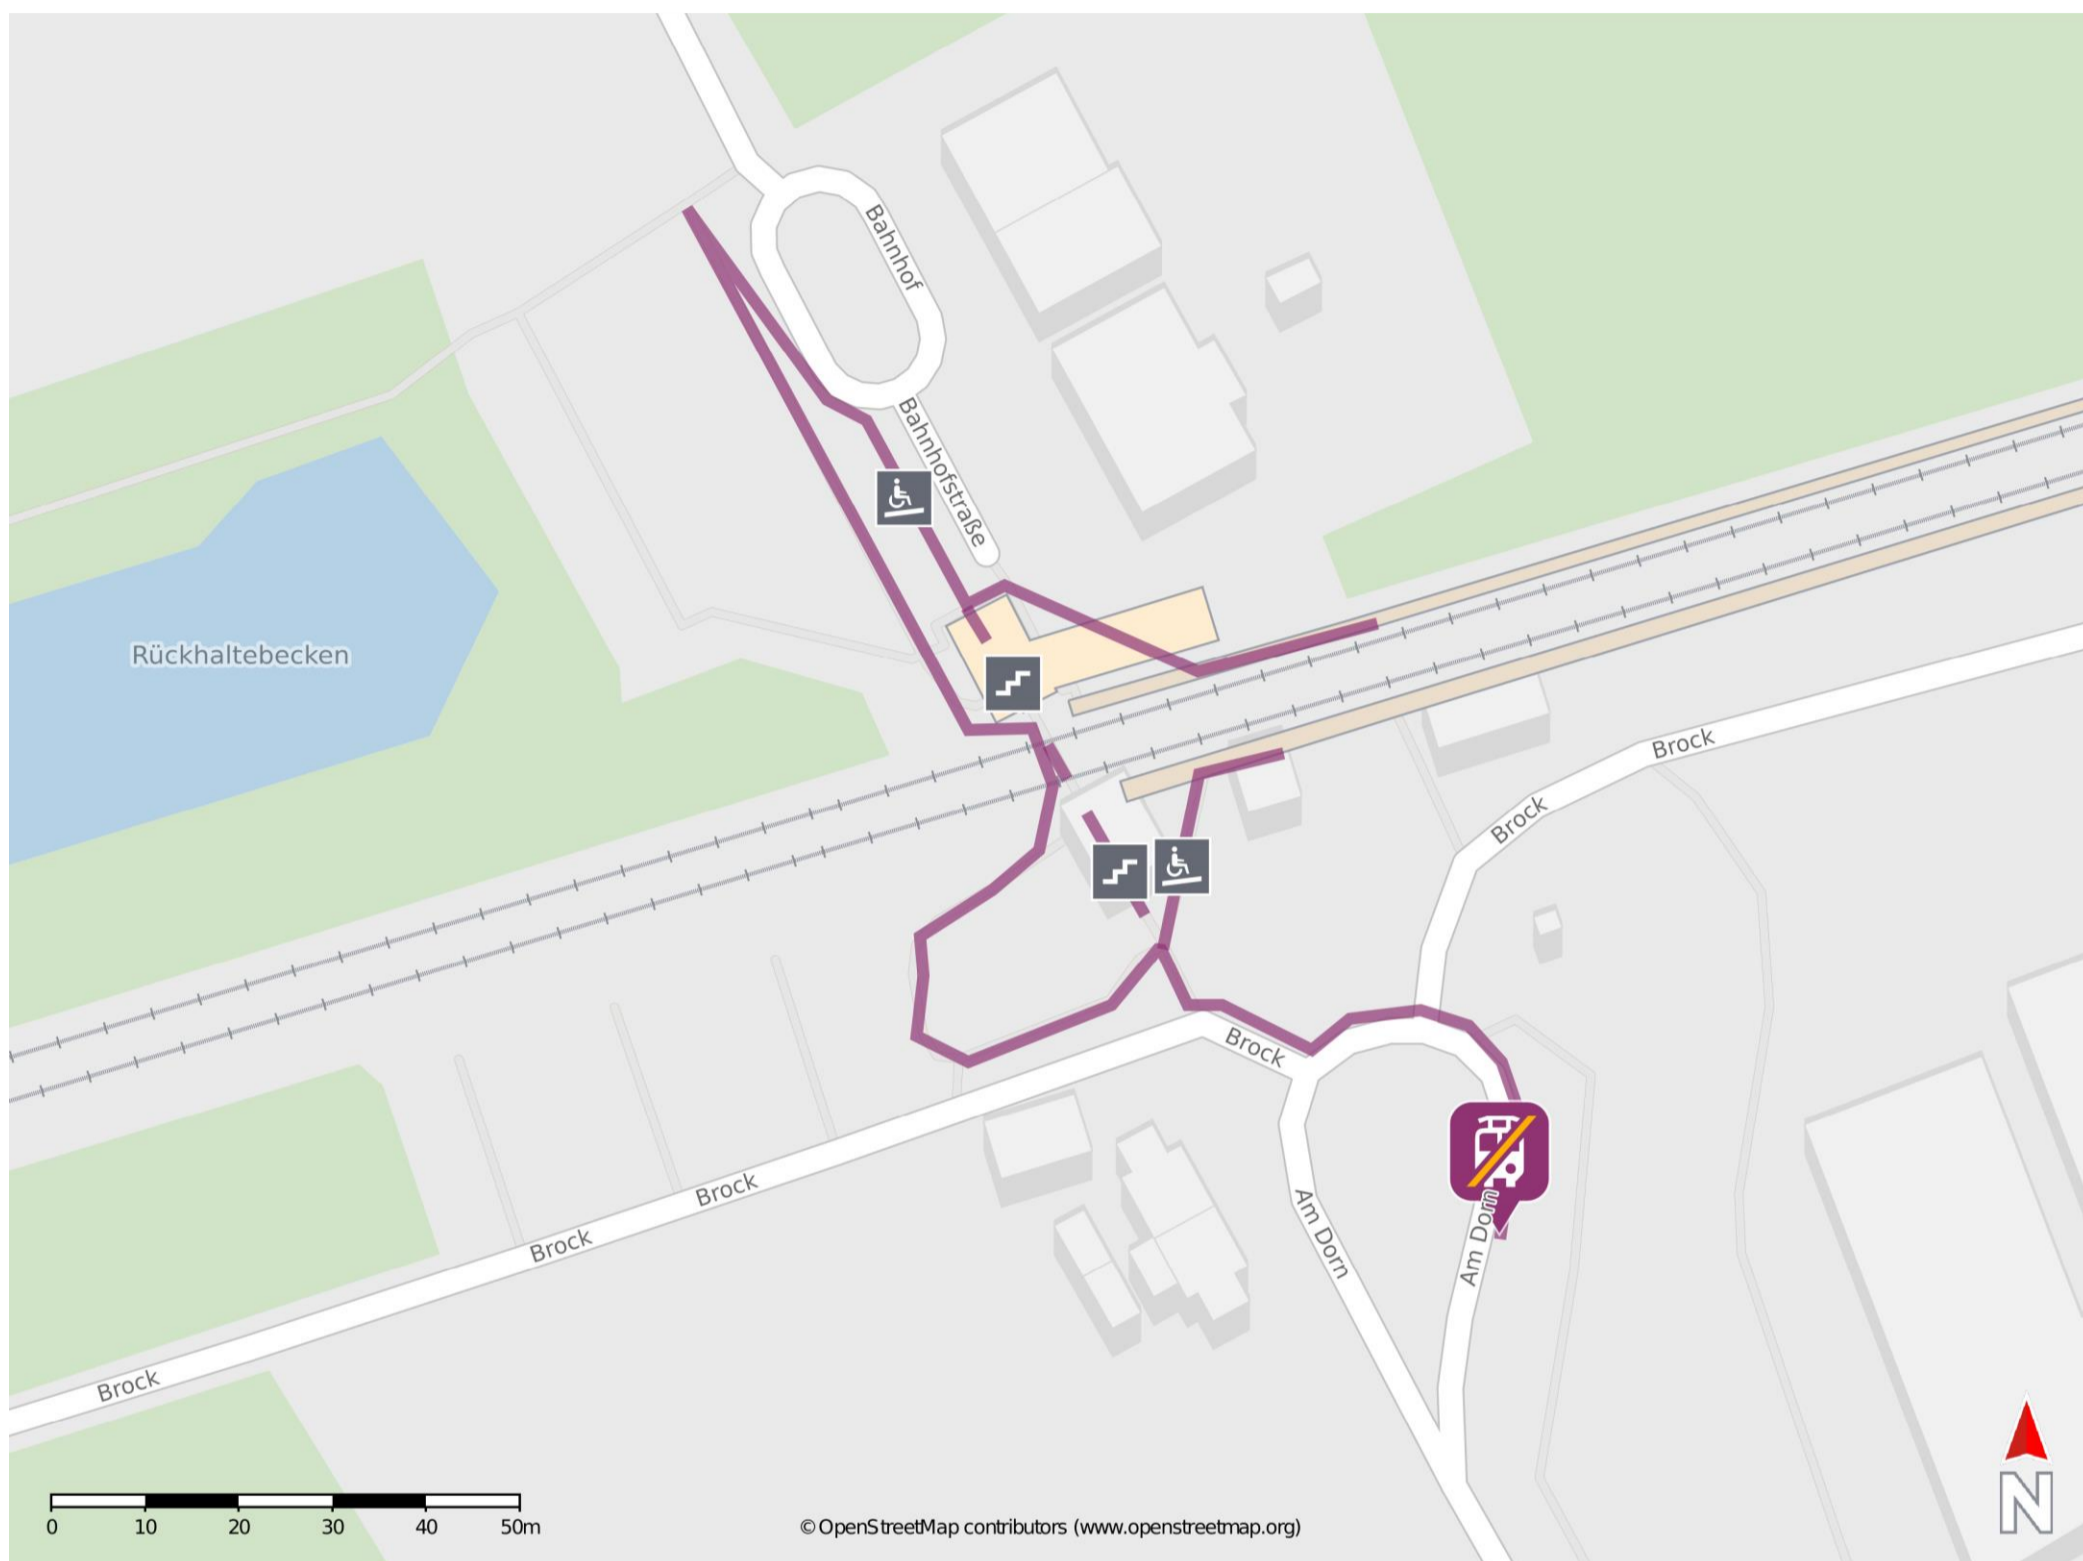 Bahnhof
Bahnhofstraße
Rückhaltebecken
Brock
Brock
Brock
Brock
Brock
Am Dorn
Am Dorn
Brock
0 10 20 30 40 50m
© OpenStreetMap contributors (www.openstreetmap.org)
N